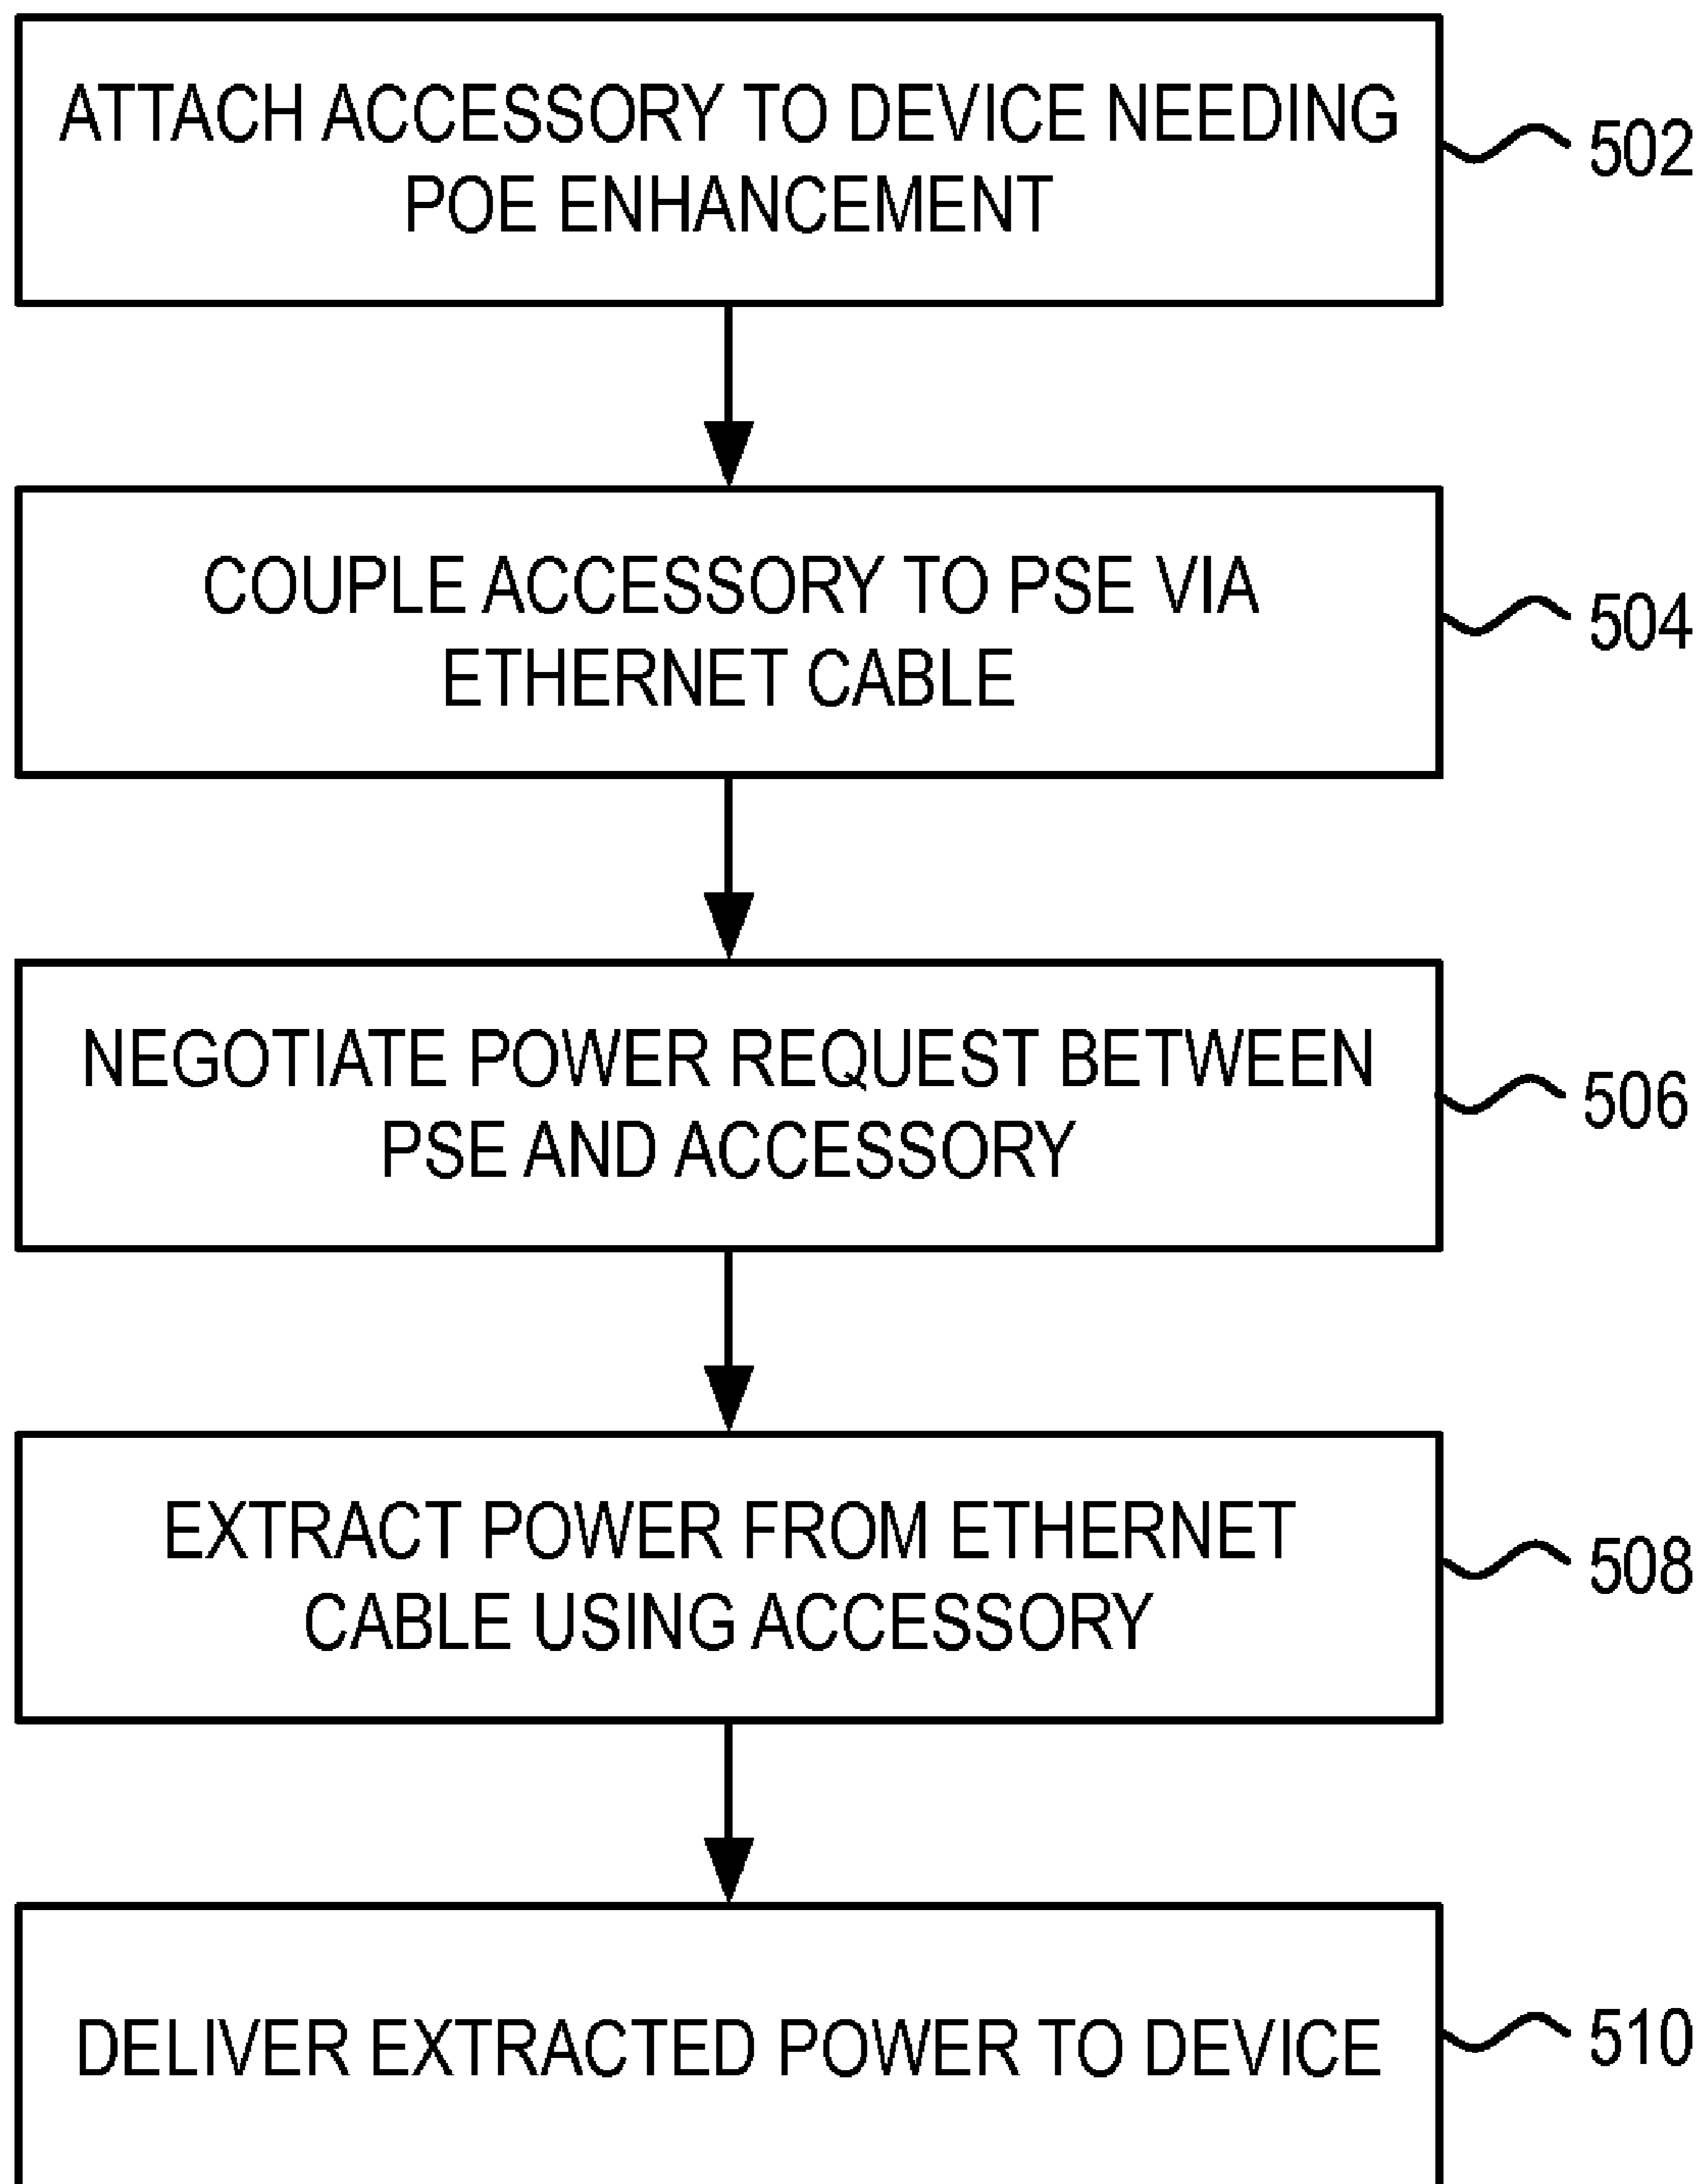 ATTACH ACCESSORY TO DEVICE NEEDING
POE ENHANCEMENT
502
COUPLE ACCESSORY TO PSE VIA
ETHERNET CABLE
504
NEGOTIATE POWER REQUEST BETWEEN
PSE AND ACCESSORY
506
EXTRACT POWER FROM ETHERNET
CABLE USING ACCESSORY
508
DELIVER EXTRACTED POWER TO DEVICE
510